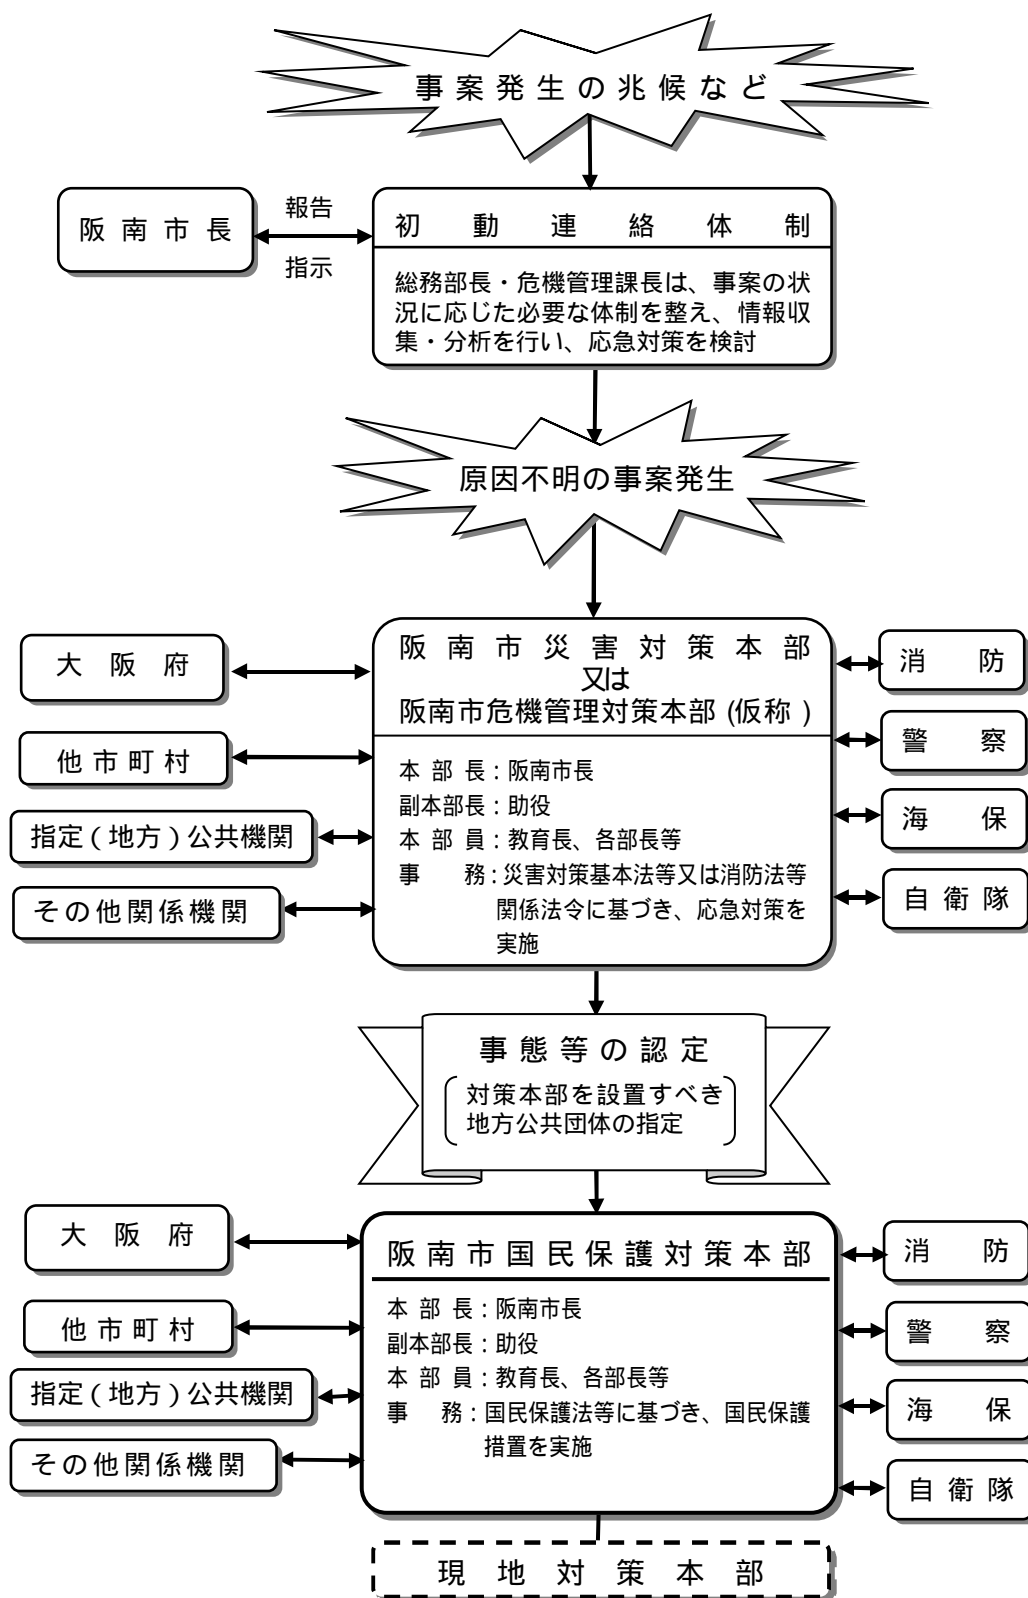 事案発生の兆候など
阪南市長
報告
指示
初動連絡体制
総務部長・危機管理課長は、事案の状
況に応じた必要な体制を整え、情報収
集・分析を行い、応急対策を検討
原因不明の事案発生
大阪府
他市町村
指定(地方)公共機関
その他関係機関
阪南市災害対策本部
又は
阪南市危機管理対策本部(仮称)
本部長:阪南市長
副本部長:助役
本部員:教育長、各部長等
事務:災害対策基本法等又は消防法等
関係法令に基づき、応急対策を
実施
消防
警察
海保
自衛隊
事態等の認定
対策本部を設置すべき
地方公共団体の指定
大阪府
他市町村
指定(地方)公共機関
その他関係機関
阪南市国民保護対策本部
本部長:阪南市長
副本部長:助役
本部員:教育長、各部長等
事務:国民保護法等に基づき、国民保護
措置を実施
消防
警察
海保
自衛隊
現地対策本部